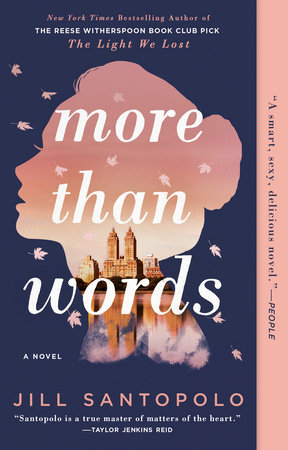 New York Times Bestselling Author of
THE REESE WITHERSPOON BOOK CLUB PICK
The Light We Lost
more
than
words
A NOVEL
JILL SANTOPOLO
“Santopolo is a true master of matters of the heart.”
—TAYLOR JENKINS REID
“A smart, sexy, delicious novel.” —PEOPLE